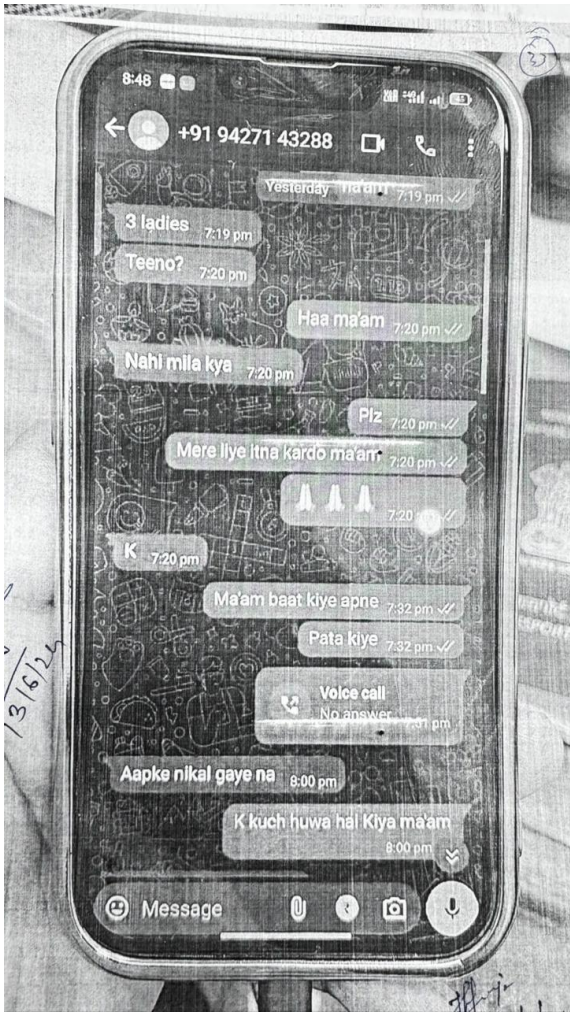 3
8:48
+91 94271 43288
Yesterday
7:19 pm
3 ladies 7:19 pm
Teeno? 7:20 pm
Haa ma'am 7:20 pm
Nahi mila kya 7:20 pm
Plz 7:20 pm
Mere liye itna kardo ma'am 7:20 pm
🙏 🙏 🙏 7:20
K 7:20 pm
Ma'am baat kiye apne 7:32 pm
Pata kiye 7:32 pm
Voice call
No answer 7:31 pm
Aapke nikal gaye na 8:00 pm
K kuch huwa hai Kiya ma'am
8:00 pm
Message
13/6/24